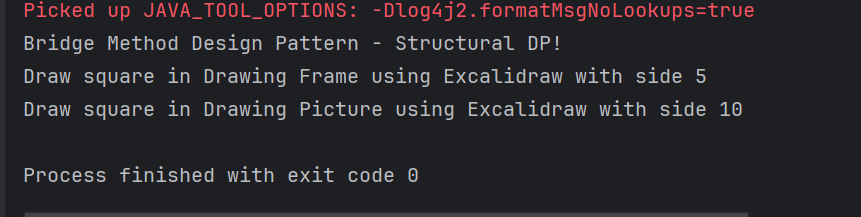 Picked up JAVA_TOOL_OPTIONS: -Dlog4j2.formatMsgNoLookups=true
Bridge Method Design Pattern - Structural DP!
Draw square in Drawing Frame using Excalidraw with side 5
Draw square in Drawing Picture using Excalidraw with side 10
Process finished with exit code 0